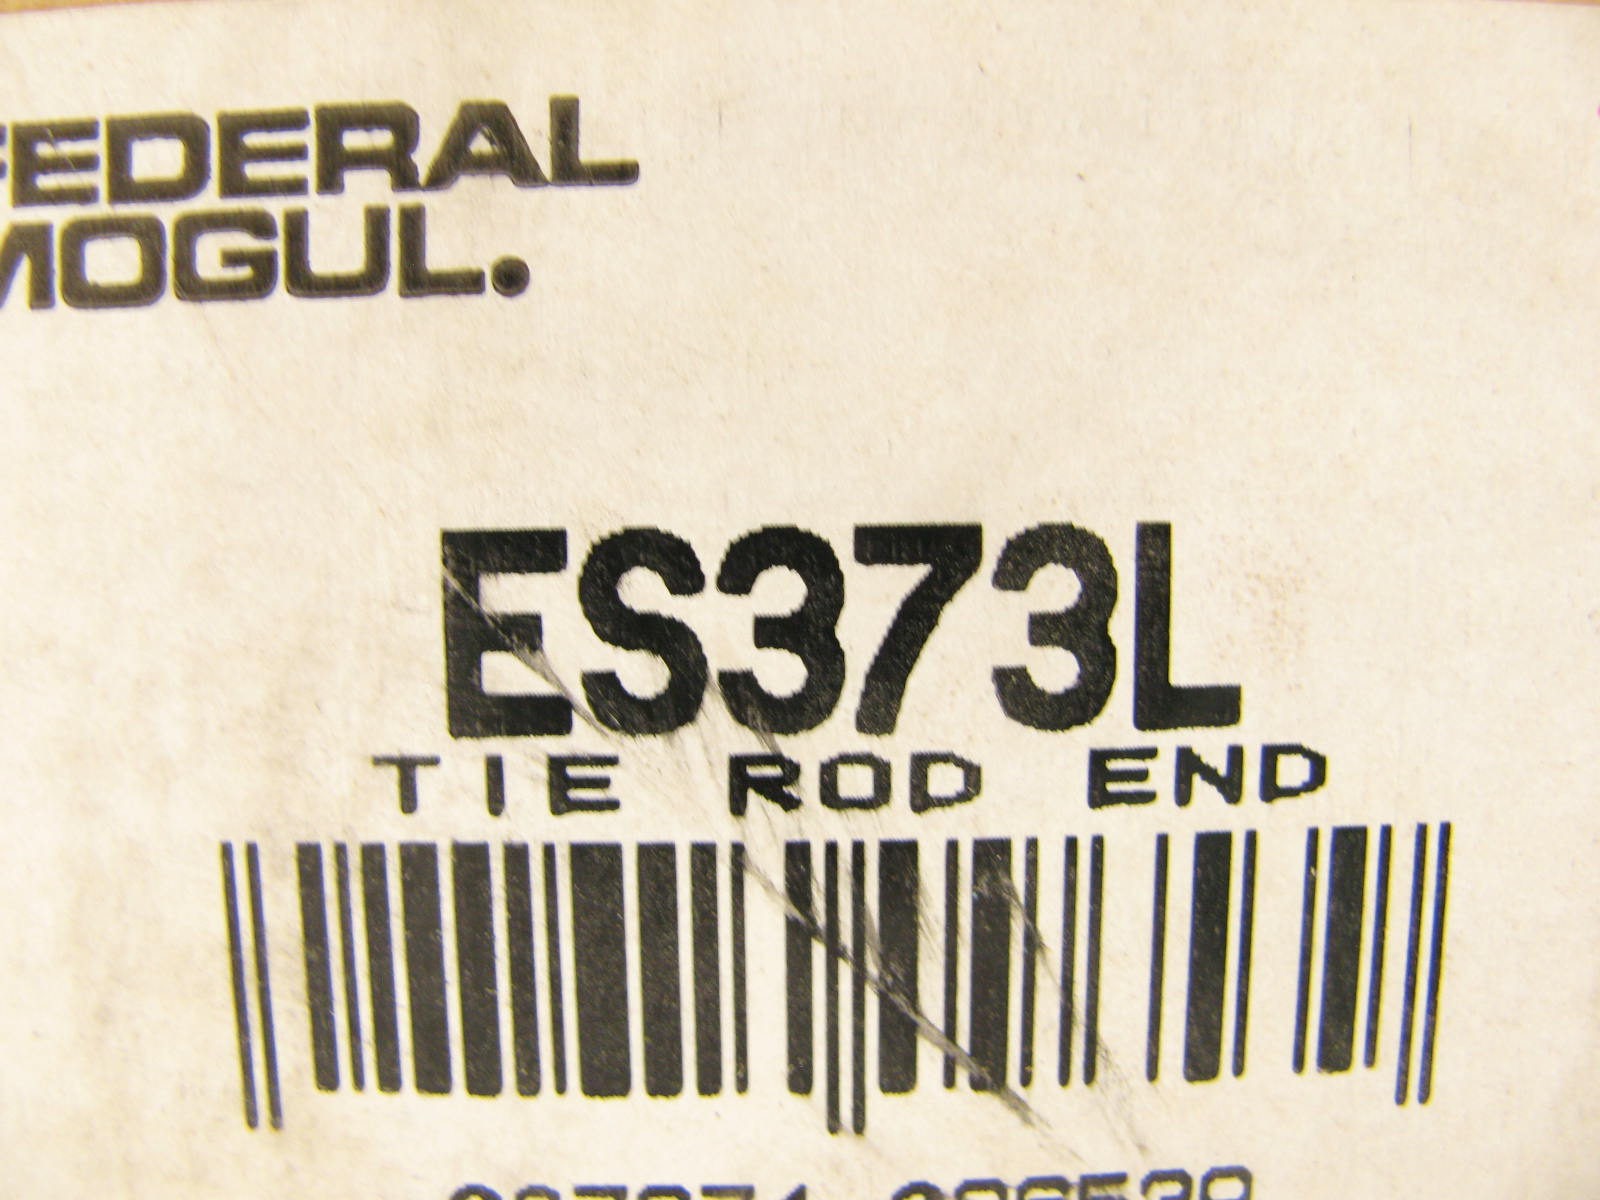 FEDERAL
MOGUL.
ES373L
TIE ROD END